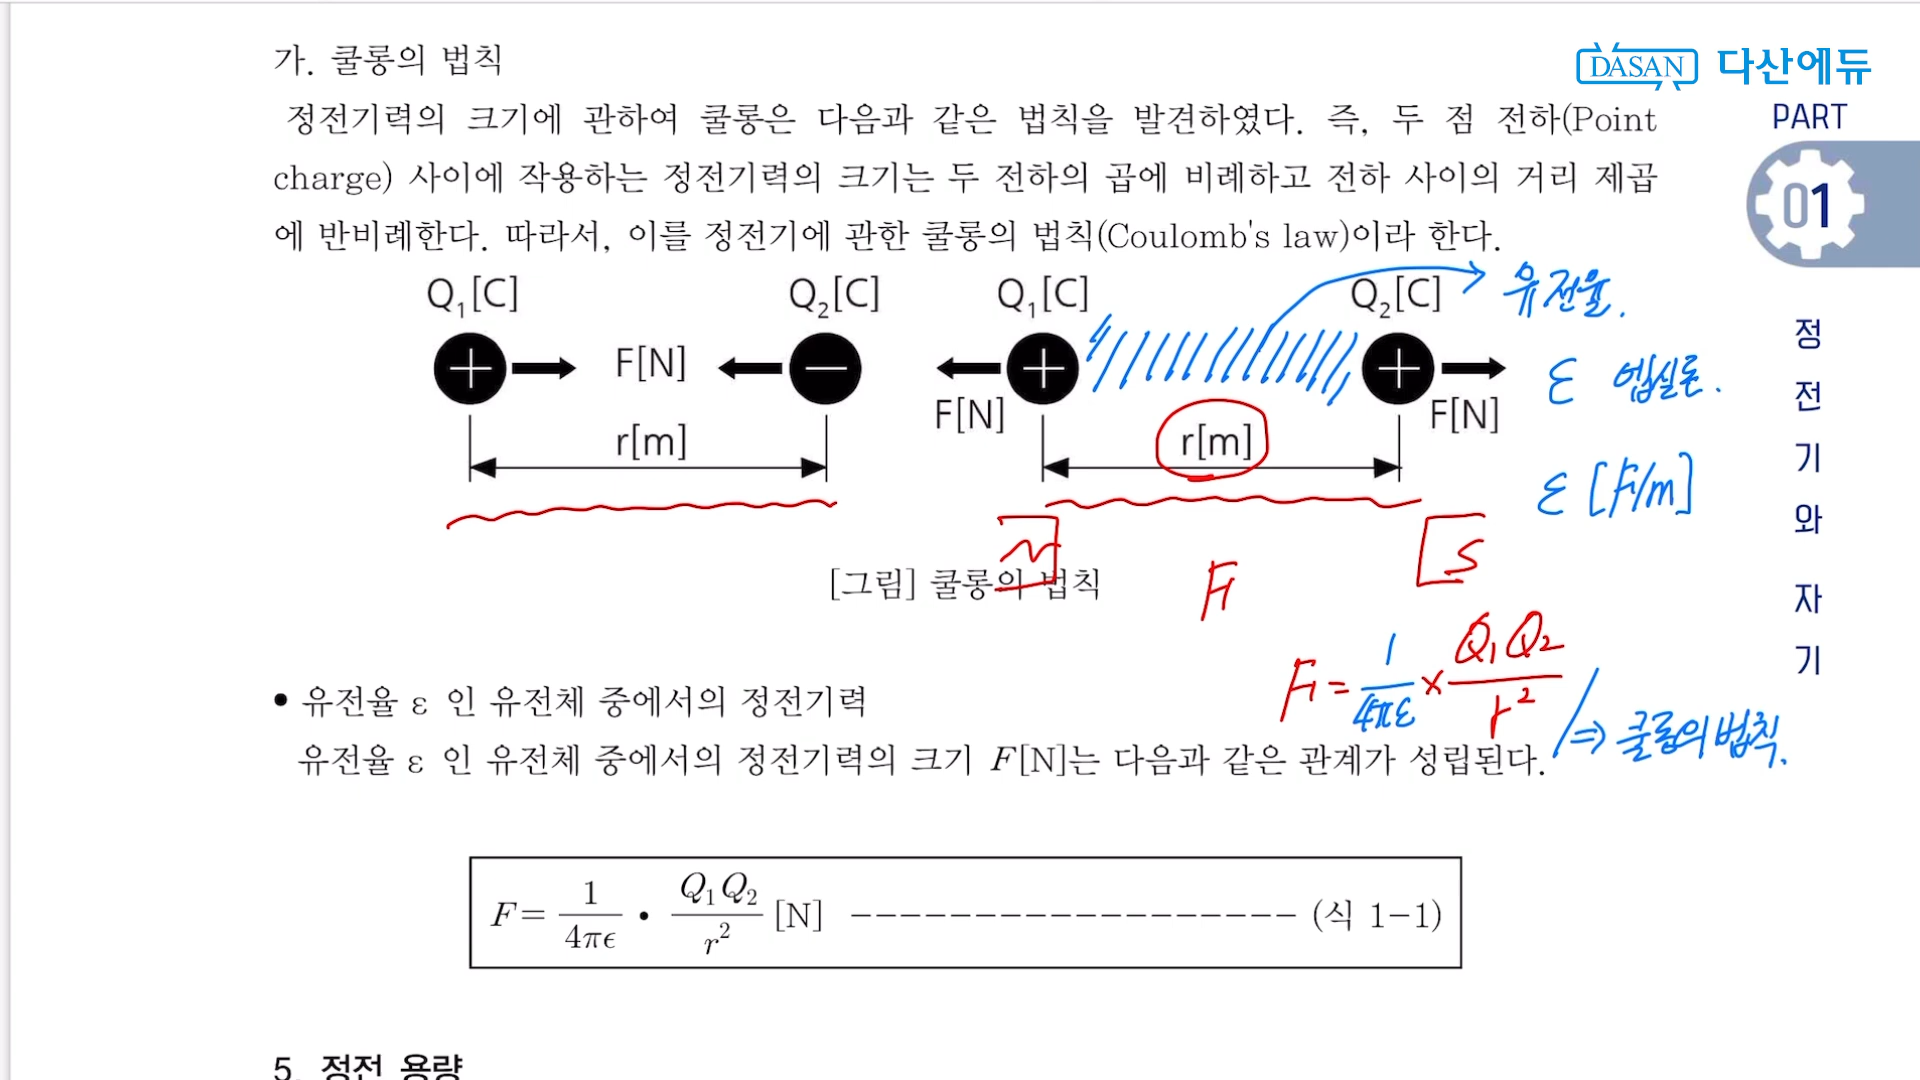 가. 쿨롱의 법칙
DASAN 다산에듀
정전기력의 크기에 관하여 쿨롱은 다음과 같은 법칙을 발견하였다. 즉, 두 점 전하(Point
charge) 사이에 작용하는 정전기력의 크기는 두 전하의 곱에 비례하고 전하 사이의 거리 제곱
에 반비례한다. 따라서, 이를 정전기에 관한 쿨롱의 법칙(Coulomb's law)이라 한다.
PART
01
정전기와 자기
Q₁[C] Q₂[C] Q₁[C] Q₂[C]
유전율.
+ F[N] − + +
ε 엡실론.
F[N] F[N]
r[m] r[m]
ε [F/m]
N F S
[그림] 쿨롱의 법칙
F = 1/4πε × Q₁Q₂/r²
⇒ 쿨롱의 법칙.
• 유전율 ε 인 유전체 중에서의 정전기력
유전율 ε 인 유전체 중에서의 정전기력의 크기 F[N]는 다음과 같은 관계가 성립된다.
F = 1/4πϵ • Q₁Q₂/r² [N] ------------------ (식 1-1)
5. 정전 용량